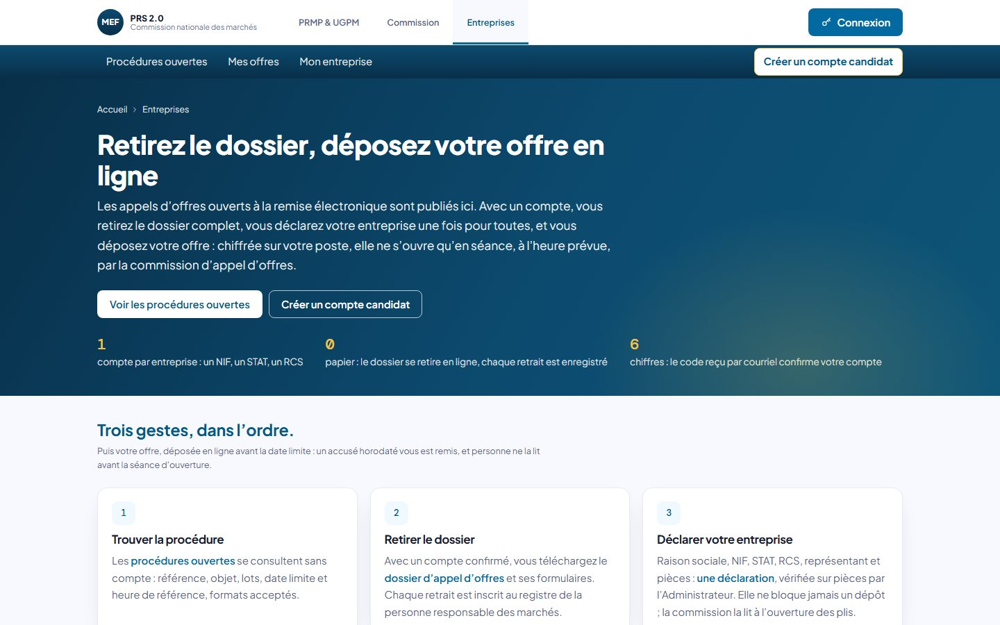 MEF
PRS 2.0
Commission nationale des marchés
PRMP & UGPM
Commission
Entreprises
Connexion
Procédures ouvertes
Mes offres
Mon entreprise
Créer un compte candidat
Accueil > Entreprises
Retirez le dossier, déposez votre offre en
ligne
Les appels d’offres ouverts à la remise électronique sont publiés ici. Avec un compte, vous
retirez le dossier complet, vous déclarez votre entreprise une fois pour toutes, et vous
déposez votre offre : chiffrée sur votre poste, elle ne s’ouvre qu’en séance, à l’heure prévue,
par la commission d’appel d’offres.
Voir les procédures ouvertes
Créer un compte candidat
1
compte par entreprise : un NIF, un STAT, un RCS
0
papier : le dossier se retire en ligne, chaque retrait est enregistré
6
chiffres : le code reçu par courriel confirme votre compte
Trois gestes, dans l’ordre.
Puis votre offre, déposée en ligne avant la date limite : un accusé horodaté vous est remis, et personne ne la lit
avant la séance d’ouverture.
1
Trouver la procédure
Les procédures ouvertes se consultent sans
compte : référence, objet, lots, date limite et
heure de référence, formats acceptés.
2
Retirer le dossier
Avec un compte confirmé, vous téléchargez le
dossier d’appel d’offres et ses formulaires.
Chaque retrait est inscrit au registre de la
personne responsable des marchés.
3
Déclarer votre entreprise
Raison sociale, NIF, STAT, RCS, représentant et
pièces : une déclaration, vérifiée sur pièces par
l’Administrateur. Elle ne bloque jamais un dépôt
; la commission la lit à l’ouverture des plis.